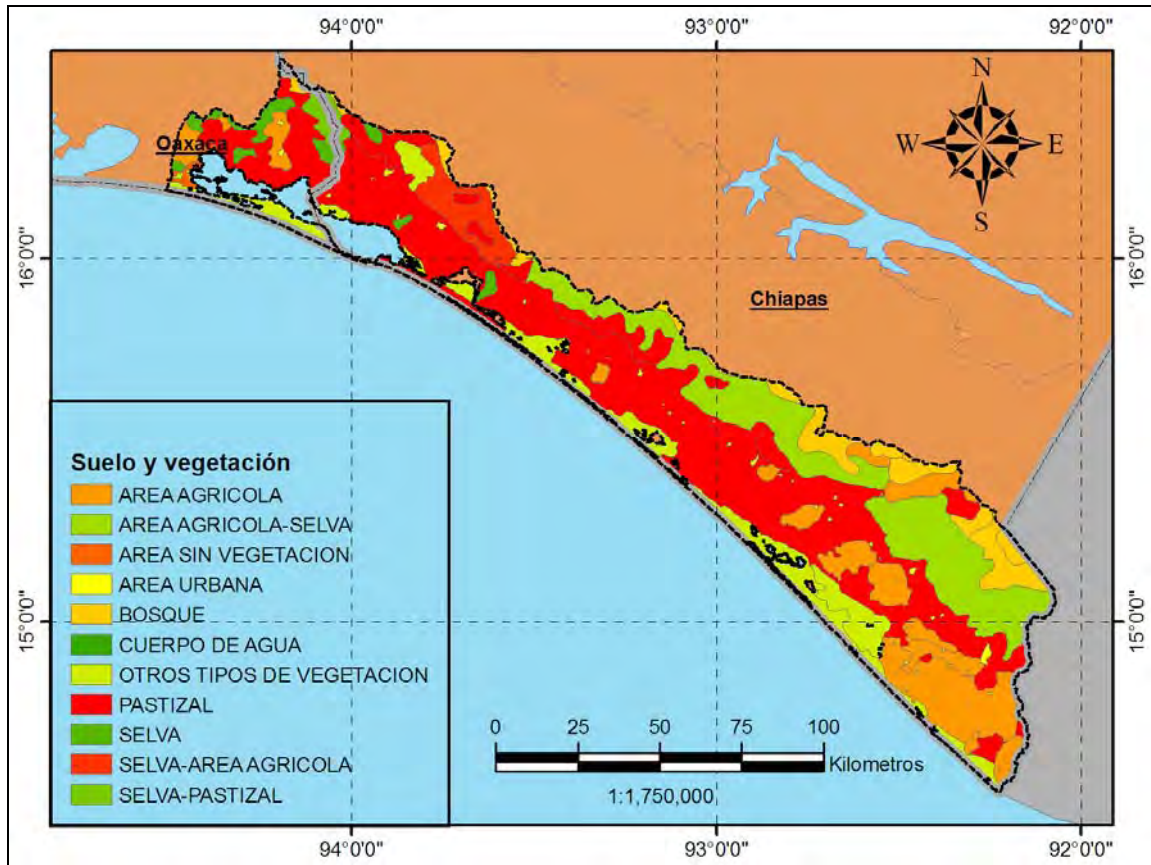 94°0'0" 93°0'0" 92°0'0"
N
W E
S
Oaxaca
16°0'0" 16°0'0"
Chiapas
Suelo y vegetación
AREA AGRICOLA
AREA AGRICOLA-SELVA
AREA SIN VEGETACION
AREA URBANA
BOSQUE
CUERPO DE AGUA
OTROS TIPOS DE VEGETACION
PASTIZAL
SELVA
SELVA-AREA AGRICOLA
SELVA-PASTIZAL
15°0'0" 15°0'0"
0 25 50 75 100
Kilometros
1:1,750,000
94°0'0" 93°0'0" 92°0'0"